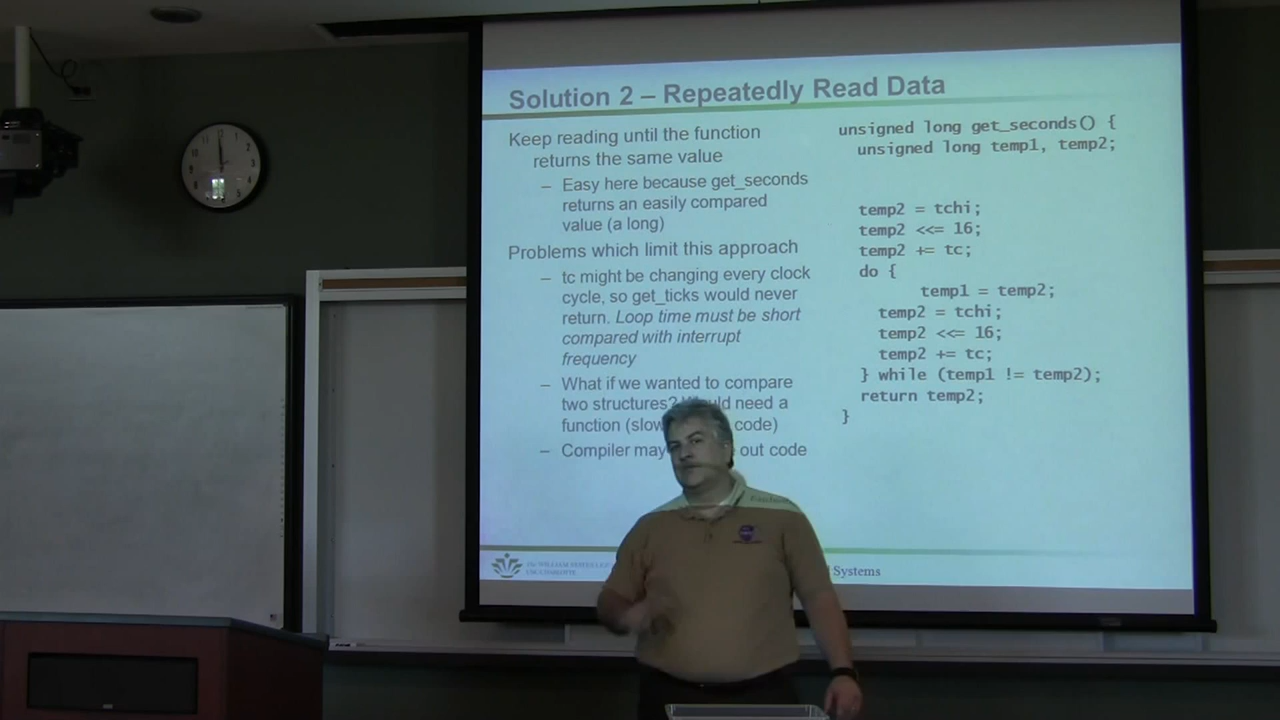 Solution 2 – Repeatedly Read Data
Keep reading until the function
returns the same value
– Easy here because get_seconds
returns an easily compared
value (a long)
Problems which limit this approach
– tc might be changing every clock
cycle, so get_ticks would never
return. Loop time must be short
compared with interrupt
frequency
– What if we wanted to compare
two structures? need a
function (slow code)
– Compiler may out code
unsigned long get_seconds() {
unsigned long temp1, temp2;
temp2 = tchi;
temp2 <<= 16;
temp2 += tc;
do {
temp1 = temp2;
temp2 = tchi;
temp2 <<= 16;
temp2 += tc;
} while (temp1 != temp2);
return temp2;
}
Systems